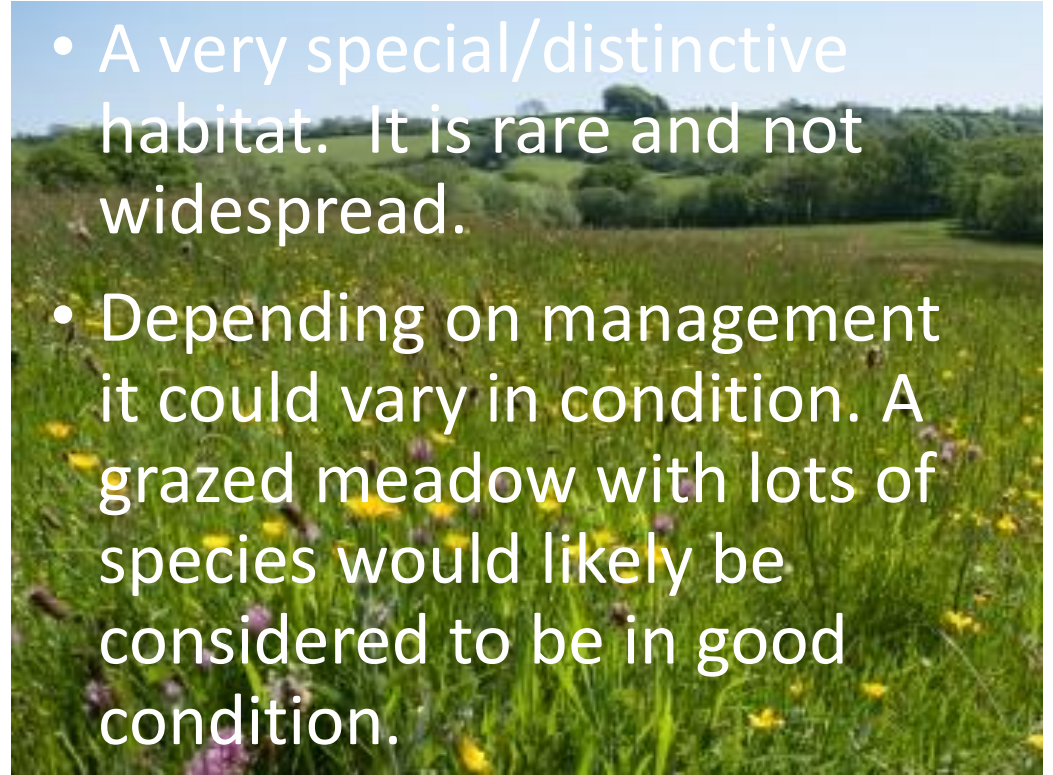 • A very special/distinctive
habitat.  It is rare and not
widespread.
• Depending on management
it could vary in condition. A
grazed meadow with lots of
species would likely be
considered to be in good
condition.